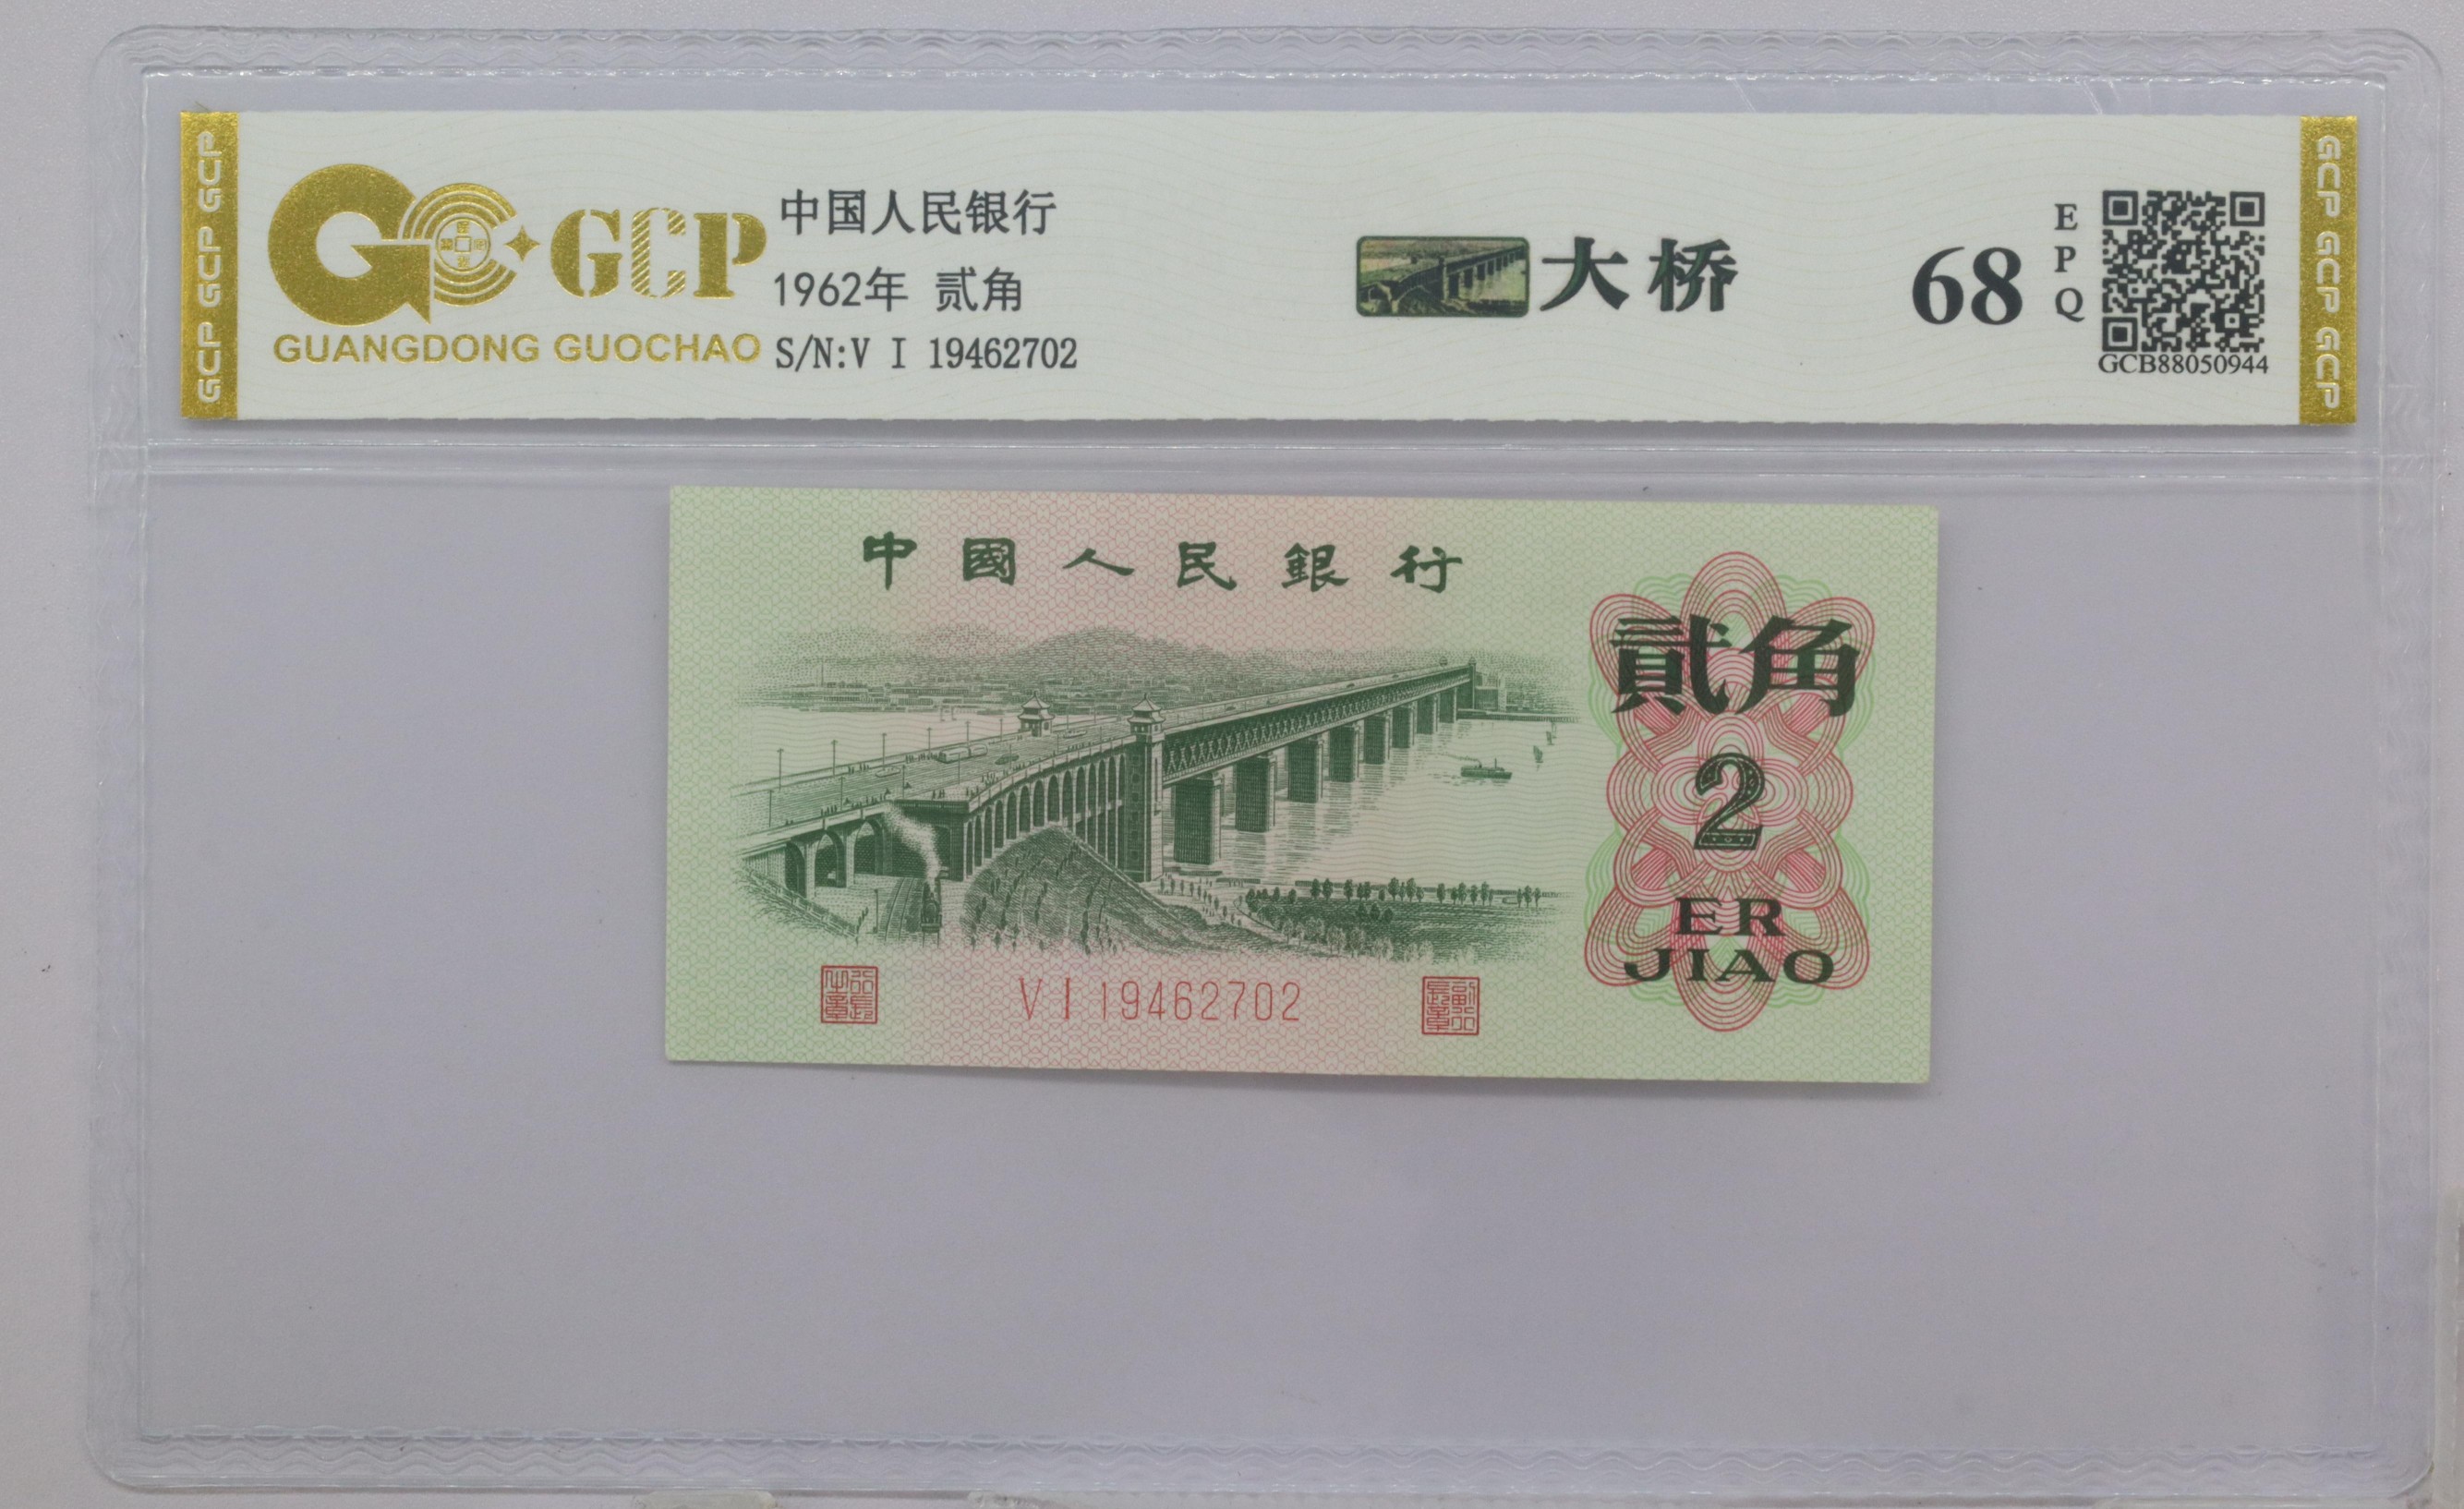 GCP GCP GCP
GCP
GUANGDONG GUOCHAO
中国人民银行
1962年 贰角
S/N:V I 19462702
大桥
68
EPQ
GCB88050944
GCP GCP GCP
中國人民銀行
貳角
2
ER
JIAO
V I 19462702